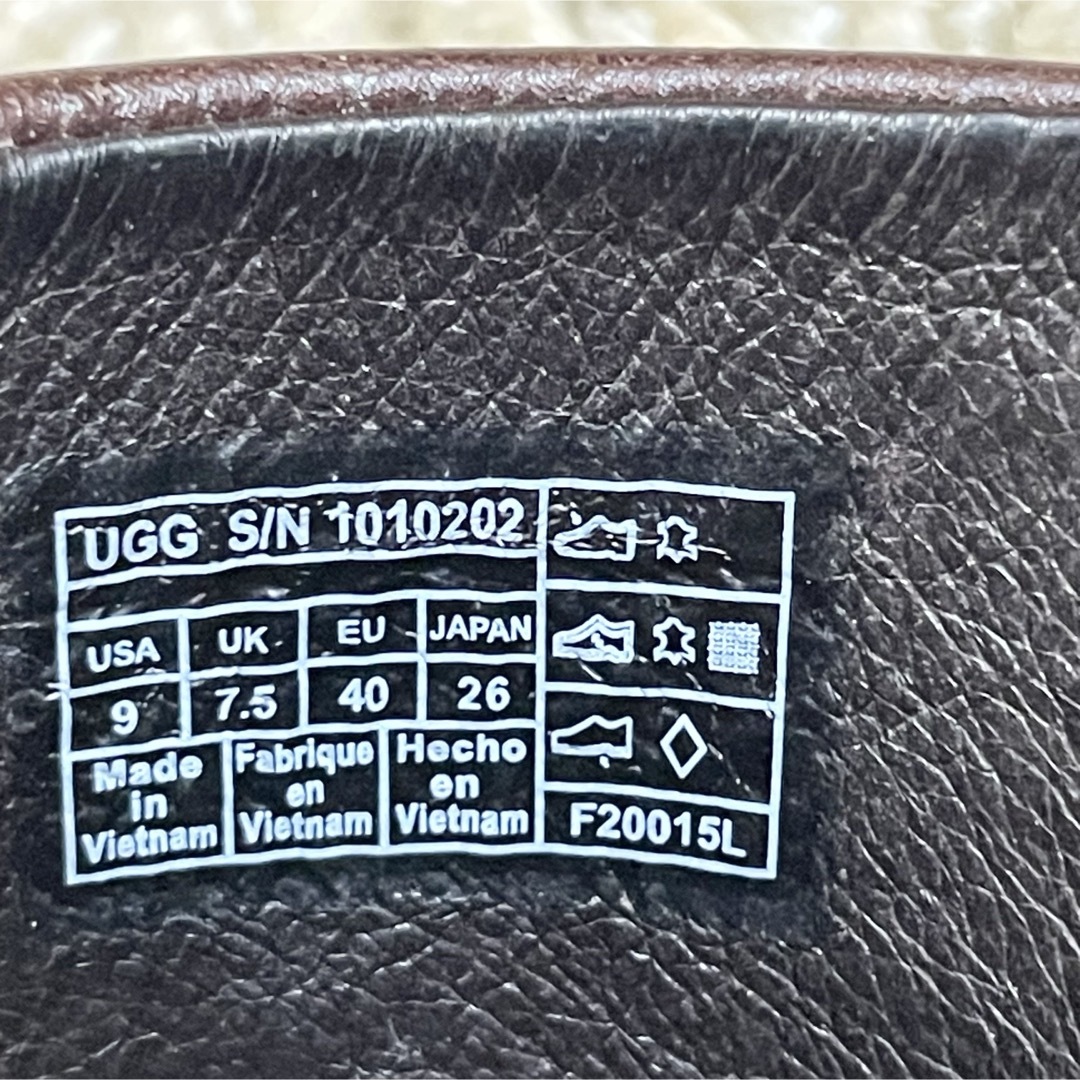 UGG S/N 1010202
USA UK EU JAPAN
9 7.5 40 26
Made in Vietnam
Fabrique en Vietnam
Hecho en Vietnam
F20015L